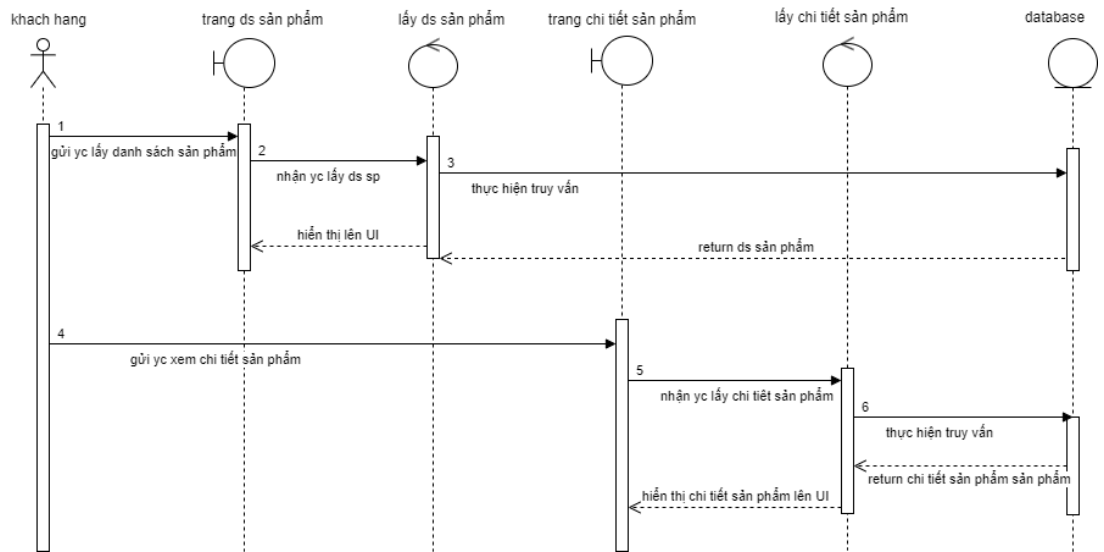 khach hang
trang ds sản phẩm
lấy ds sản phẩm
trang chi tiết sản phẩm
lấy chi tiết sản phẩm
database
1
gửi yc lấy danh sách sản phẩm
2
nhận yc lấy ds sp
3
thực hiện truy vấn
hiển thị lên UI
return ds sản phẩm
4
gửi yc xem chi tiết sản phẩm
5
nhận yc lấy chi tiêt sản phẩm
6
thực hiện truy vấn
return chi tiết sản phẩm sản phẩm
hiển thị chi tiết sản phẩm lên UI